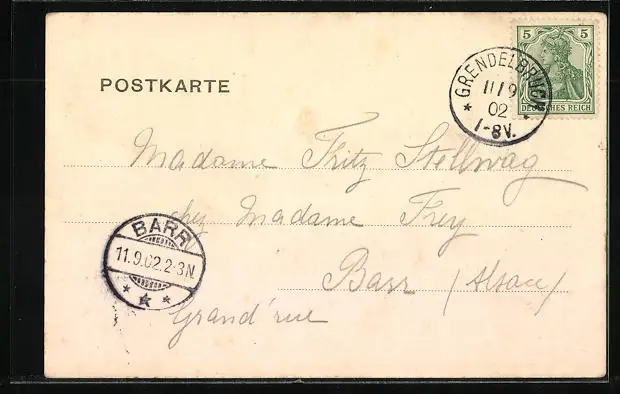 POSTKARTE
5 5
DEUTSCHES REICH
GRENDELBRUCH
11/9
02
1-8V.
Madame Fritz Stellwag
chez Madame Frey
Barr (Alsace)
Grand'rue
BARR
11.9.02.2-3N.